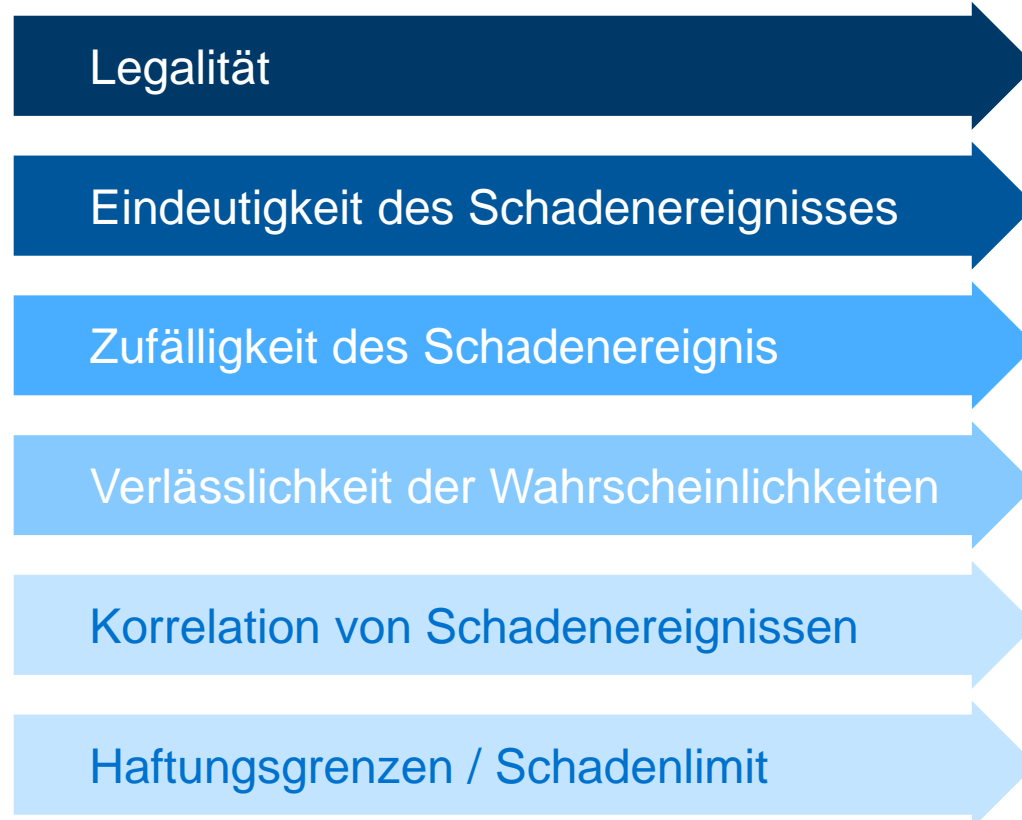 Legalität
Eindeutigkeit des Schadenereignisses
Zufälligkeit des Schadenereignis
Verlässlichkeit der Wahrscheinlichkeiten
Korrelation von Schadenereignissen
Haftungsgrenzen / Schadenlimit